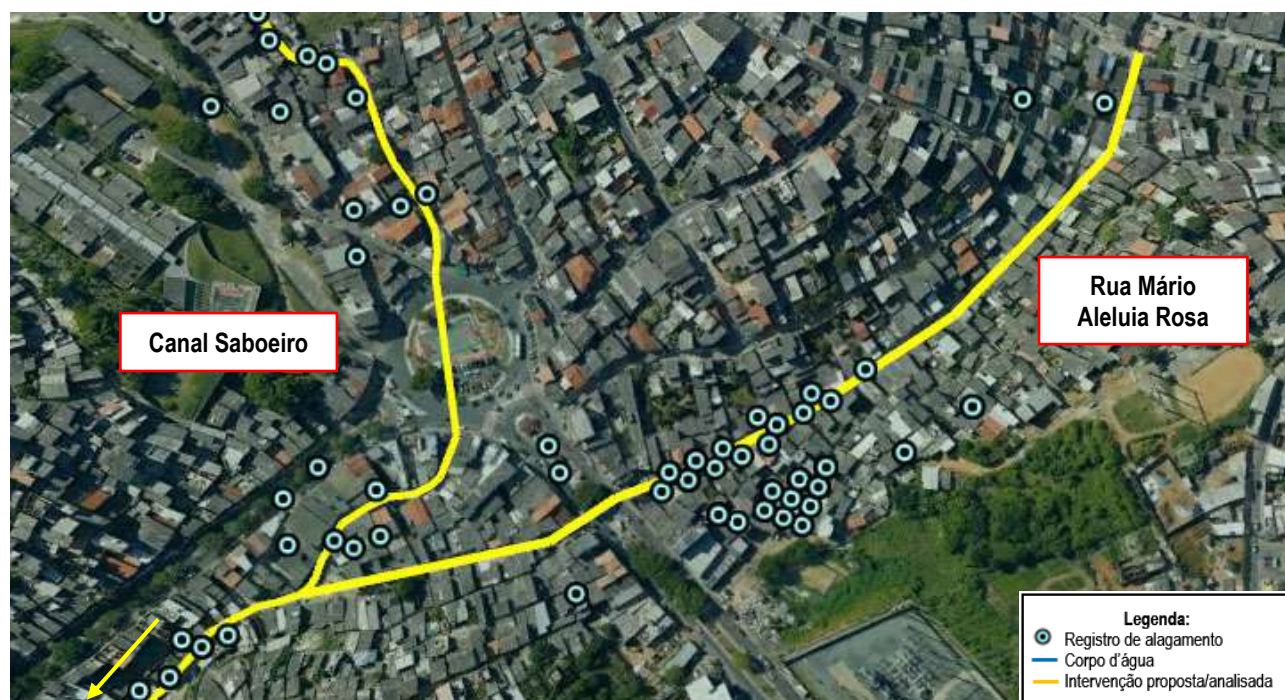 Canal Saboeiro
Rua Mário
Aleluia Rosa
Legenda:
Registro de alagamento
Corpo d'água
Intervenção proposta/analisada